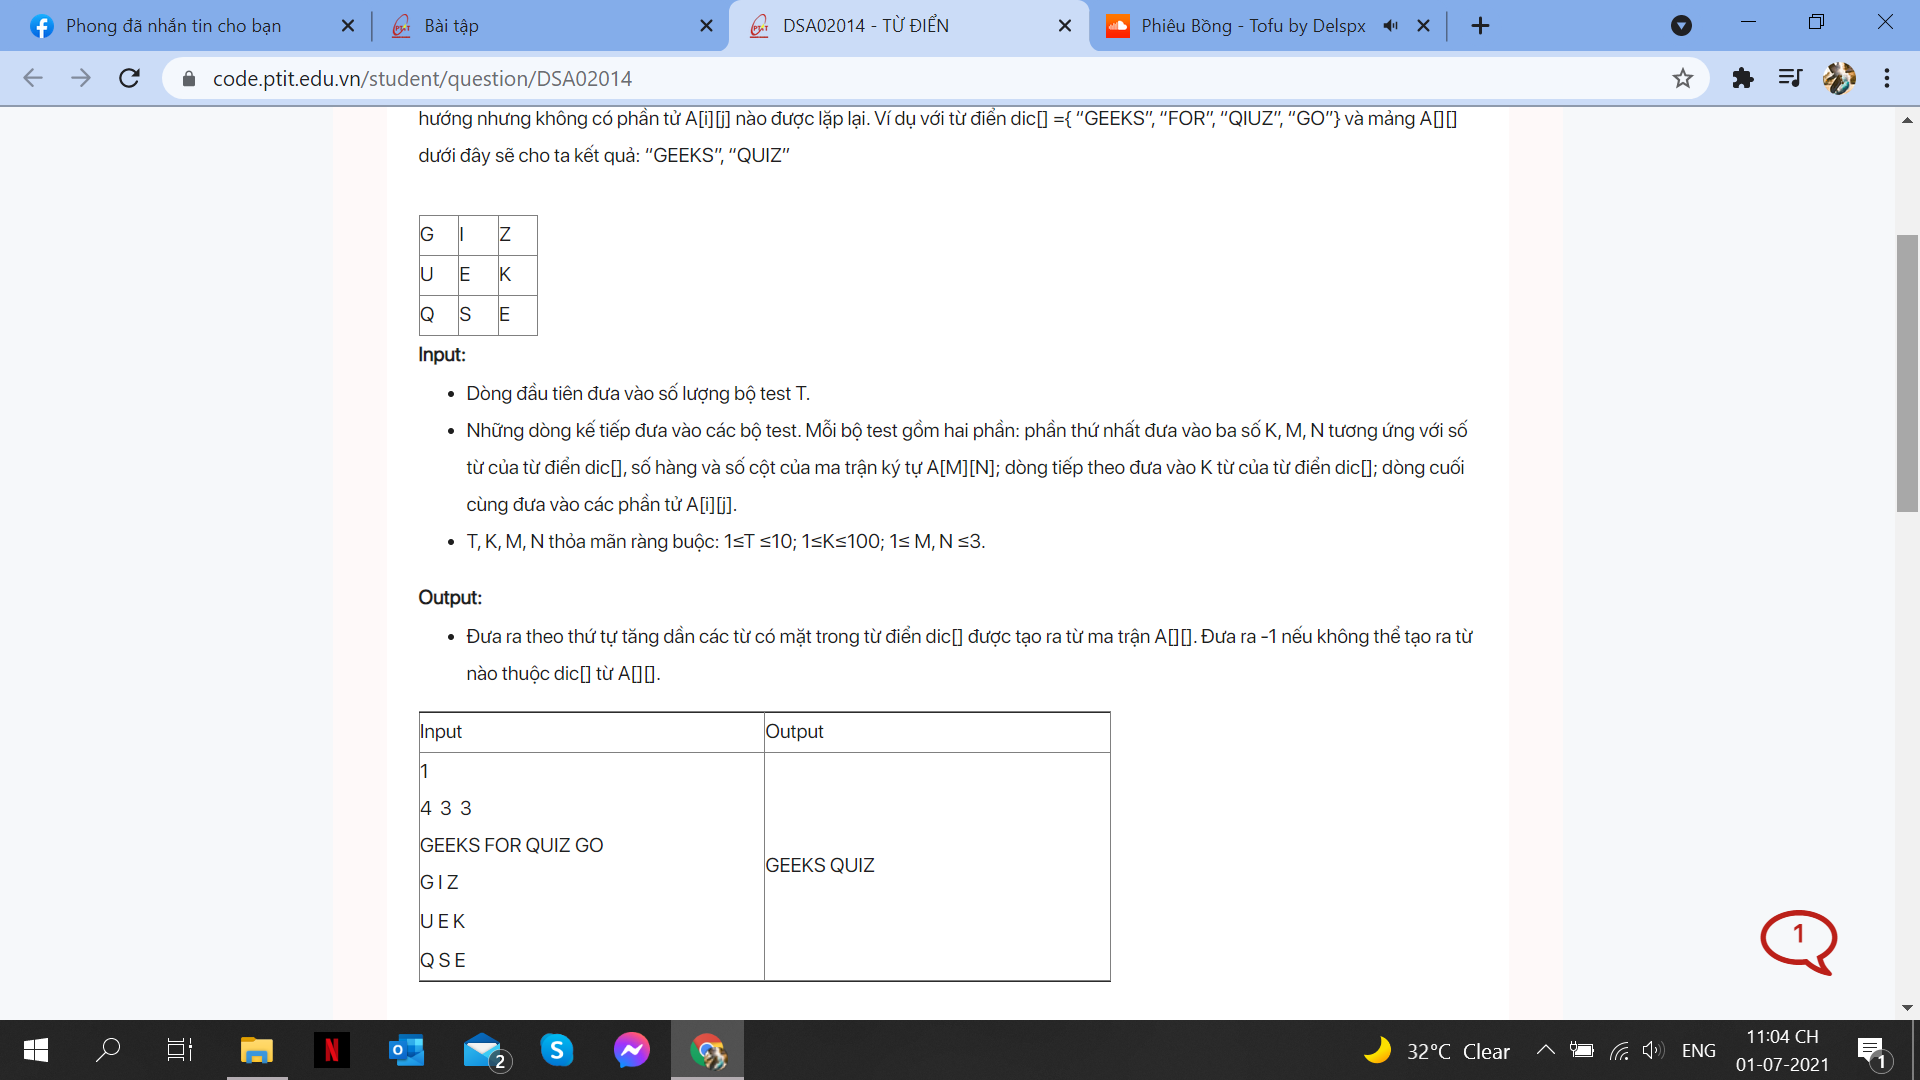 Phong đã nhắn tin cho bạn
Bài tập
DSA02014 - TỪ ĐIỂN
Phiêu Bồng - Tofu by Delspx
code.ptit.edu.vn/student/question/DSA02014
hướng nhưng không có phần tử A[i][j] nào được lặp lại. Ví dụ với từ điển dic[] ={ “GEEKS”, “FOR”, “QIUZ”, “GO”} và mảng A[][]
dưới đây sẽ cho ta kết quả: “GEEKS”, “QUIZ”
G I Z
U E K
Q S E
Input:
Dòng đầu tiên đưa vào số lượng bộ test T.
Những dòng kế tiếp đưa vào các bộ test. Mỗi bộ test gồm hai phần: phần thứ nhất đưa vào ba số K, M, N tương ứng với số
từ của từ điển dic[], số hàng và số cột của ma trận ký tự A[M][N]; dòng tiếp theo đưa vào K từ của từ điển dic[]; dòng cuối
cùng đưa vào các phần tử A[i][j].
T, K, M, N thỏa mãn ràng buộc: 1≤T ≤10; 1≤K≤100; 1≤ M, N ≤3.
Output:
Đưa ra theo thứ tự tăng dần các từ có mặt trong từ điển dic[] được tạo ra từ ma trận A[][]. Đưa ra -1 nếu không thể tạo ra từ
nào thuộc dic[] từ A[][].
Input Output
1
4 3 3
GEEKS FOR QUIZ GO
GEEKS QUIZ
G I Z
U E K
Q S E
1
2
32°C Clear
ENG
11:04 CH
01-07-2021
1